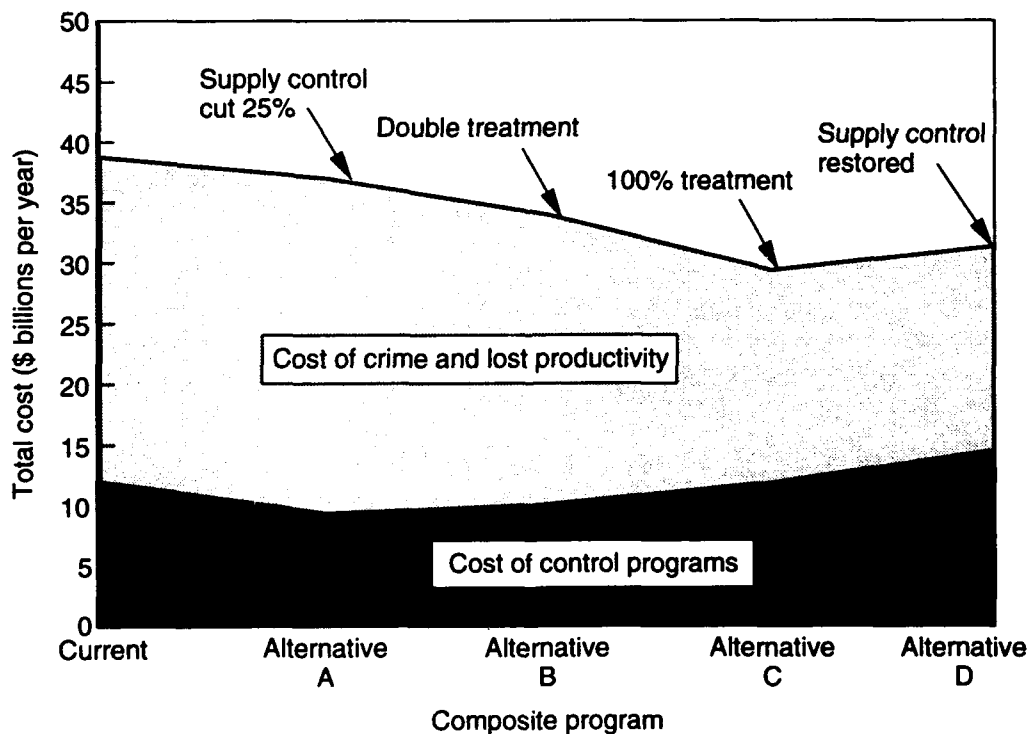 Total cost ($ billions per year)
50
45
40
35
30
25
20
15
10
5
0
Supply control
cut 25%
Double treatment
100% treatment
Supply control
restored
Cost of crime and lost productivity
Cost of control programs
Current
Alternative
A
Alternative
B
Alternative
C
Alternative
D
Composite program